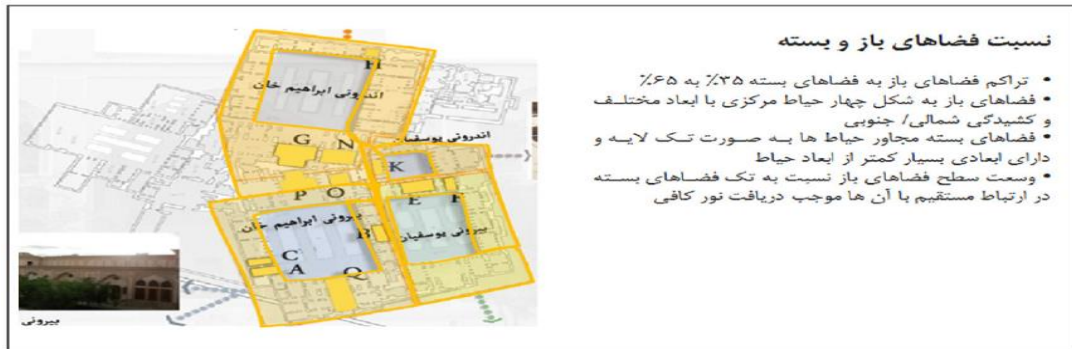 نسبت فضاهای باز و بسته
• تراکم فضاهای باز به فضاهای بسته ۳۵٪ به ۶۵٪
• فضاهای باز به شکل چهار حیاط مرکزی با ابعاد مختلف
و کشیدگی شمالی/ جنوبی
• فضاهای بسته مجاور حیاط ها به صورت تک لایه و
دارای ابعادی بسیار کمتر از ابعاد حیاط
• وسعت سطح فضاهای باز نسبت به تک فضاهای بسته
در ارتباط مستقیم با آن ها موجب دریافت نور کافی
H
اندرونی ابراهیم خان
G N
اندرونی
K
P O
E F
بیرونی ابراهیم خان
B
بیرونی یوسفیان
C
A Q
بیرونی